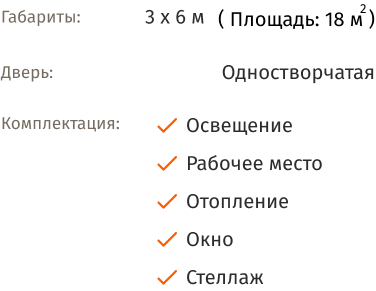 Габариты: 3 x 6 м ( Площадь: 18 м² )
Дверь: Одностворчатая
Комплектация: Освещение
Рабочее место
Отопление
Окно
Стеллаж